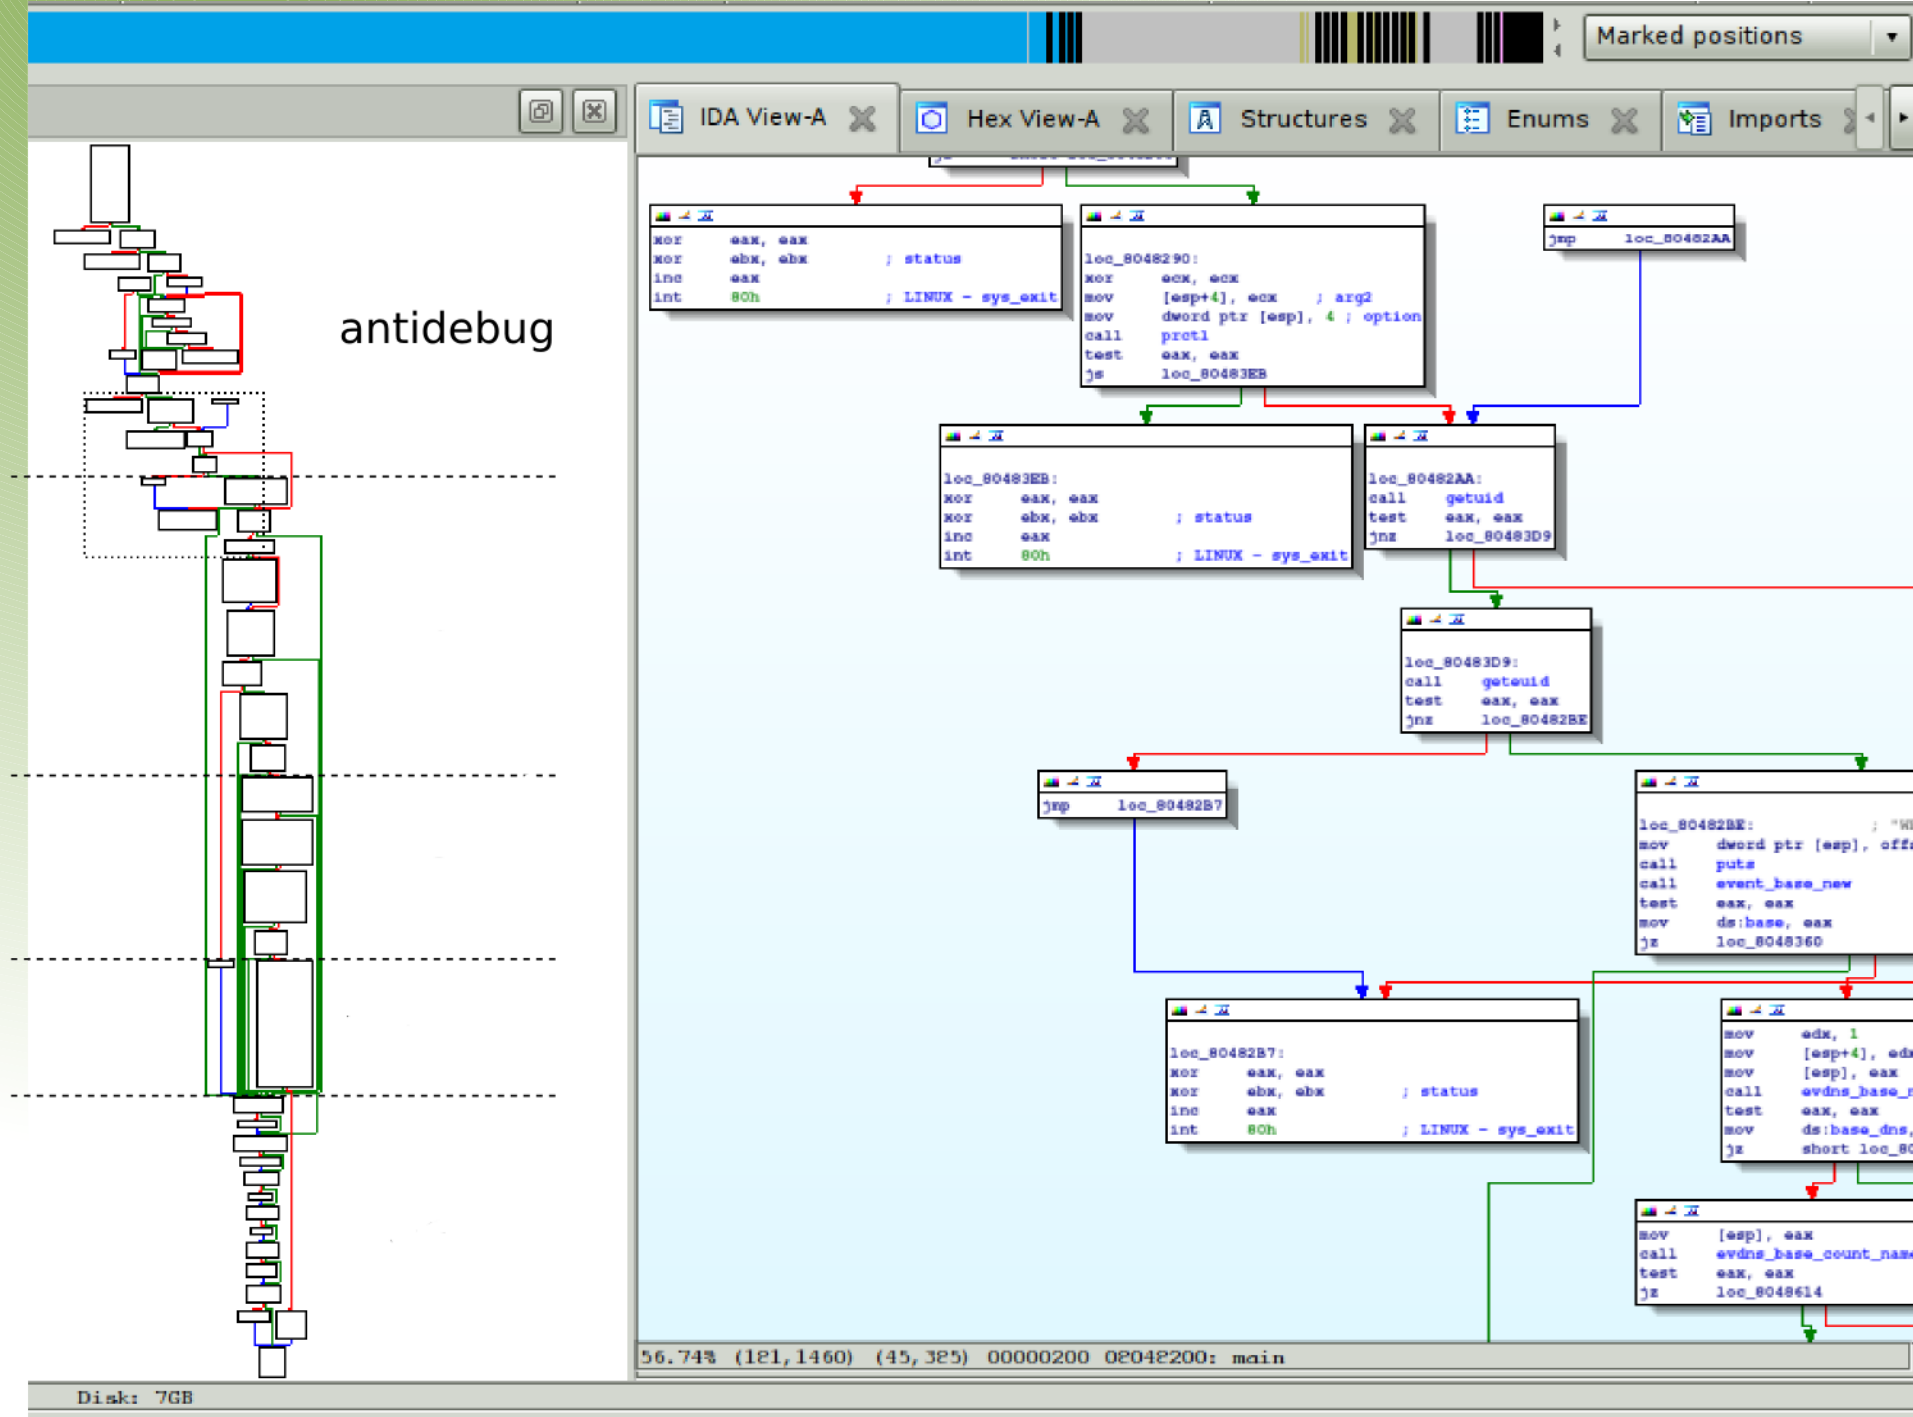 Marked positions
IDA View-A
Hex View-A
Structures
Enums
Imports
antidebug
xor eax, eax
xor ebx, ebx ; status
inc eax
int 80h ; LINUX - sys_exit
loc_8048290:
xor ecx, ecx
mov [esp+4], ecx ; arg2
mov dword ptr [esp], 4 ; option
call prctl
test eax, eax
js loc_80483EB
jmp loc_80482AA
loc_80483EB:
xor eax, eax
xor ebx, ebx ; status
inc eax
int 80h ; LINUX - sys_exit
loc_80482AA:
call getuid
test eax, eax
jnz loc_80483D9
loc_80483D9:
call geteuid
test eax, eax
jnz loc_80482BE
jmp loc_80482B7
loc_80482BE: ;
mov dword ptr [esp],
call puts
call event_base_new
test eax, eax
mov ds:base, eax
jz loc_8048360
loc_80482B7:
xor eax, eax
xor ebx, ebx ; status
inc eax
int 80h ; LINUX - sys_exit
mov edx, 1
mov [esp+4],
mov [esp], eax
call
test eax, eax
mov ds:base_dns,
jz short
mov [esp], eax
call
test eax, eax
jz loc_8048614
56.74% (181,1460) (45,325) 00000200 08048200: main
Disk: 7GB